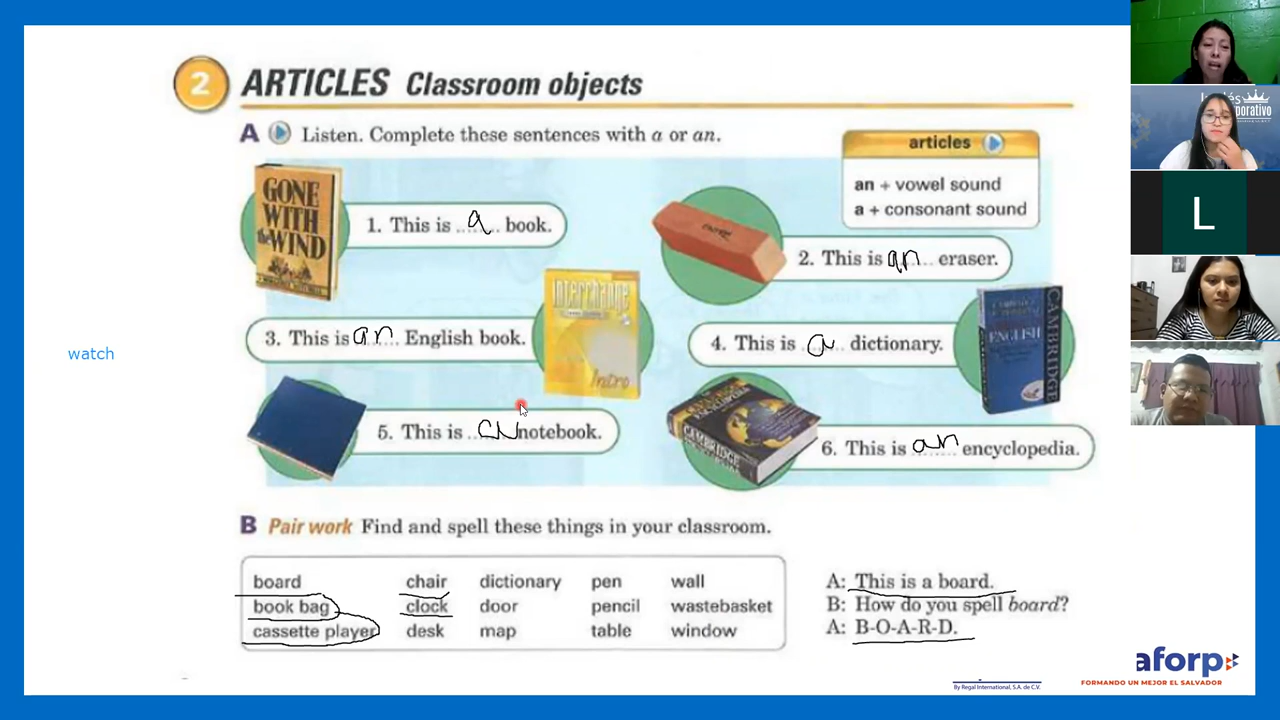 2 ARTICLES Classroom objects
A Listen. Complete these sentences with a or an.
articles
an + vowel sound
a + consonant sound
GONE
WITH
the WIND
1. This is a book.
2. This is an eraser.
interchange
Intro
3. This is an English book.
4. This is a dictionary.
CAMBRIDGE
ENGLISH
watch
5. This is notebook.
6. This is an encyclopedia.
CAMBRIDGE
B Pair work Find and spell these things in your classroom.
board chair dictionary pen wall
book bag clock door pencil wastebasket
cassette player desk map table window
A: This is a board.
B: How do you spell board?
A: B-O-A-R-D.
By Regal International, S.A. de C.V.
aforp
FORMANDO UN MEJOR EL SALVADOR
L